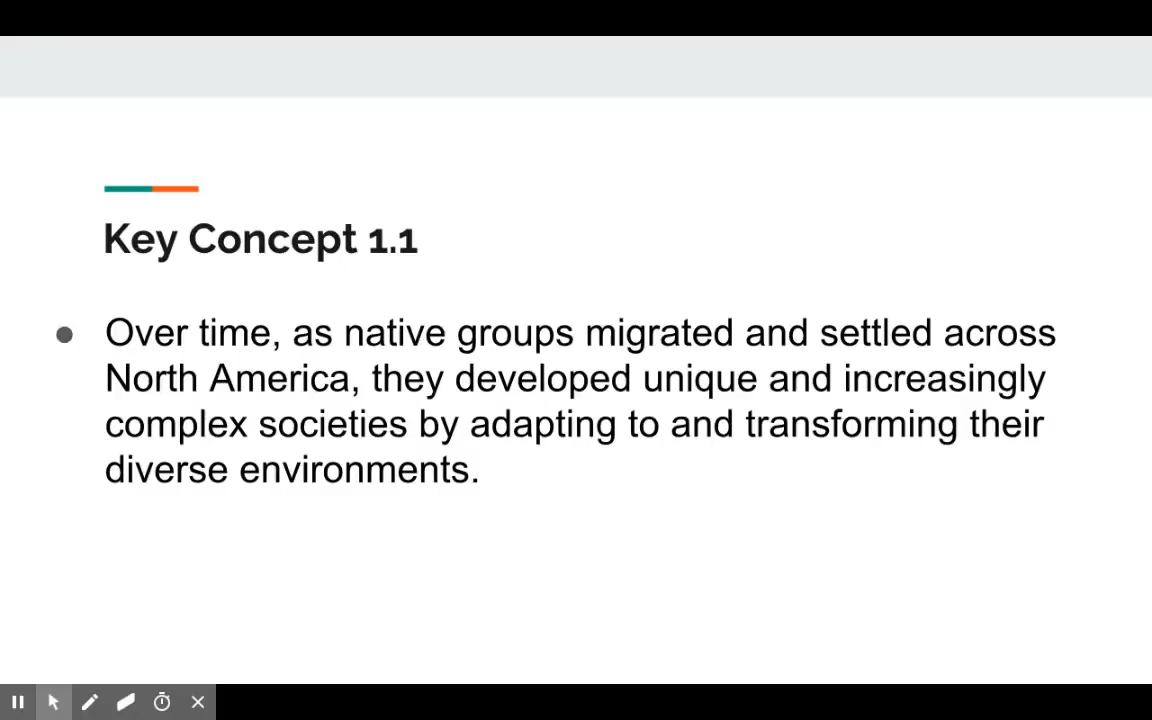 Key Concept 1.1
● Over time, as native groups migrated and settled across
North America, they developed unique and increasingly
complex societies by adapting to and transforming their
diverse environments.